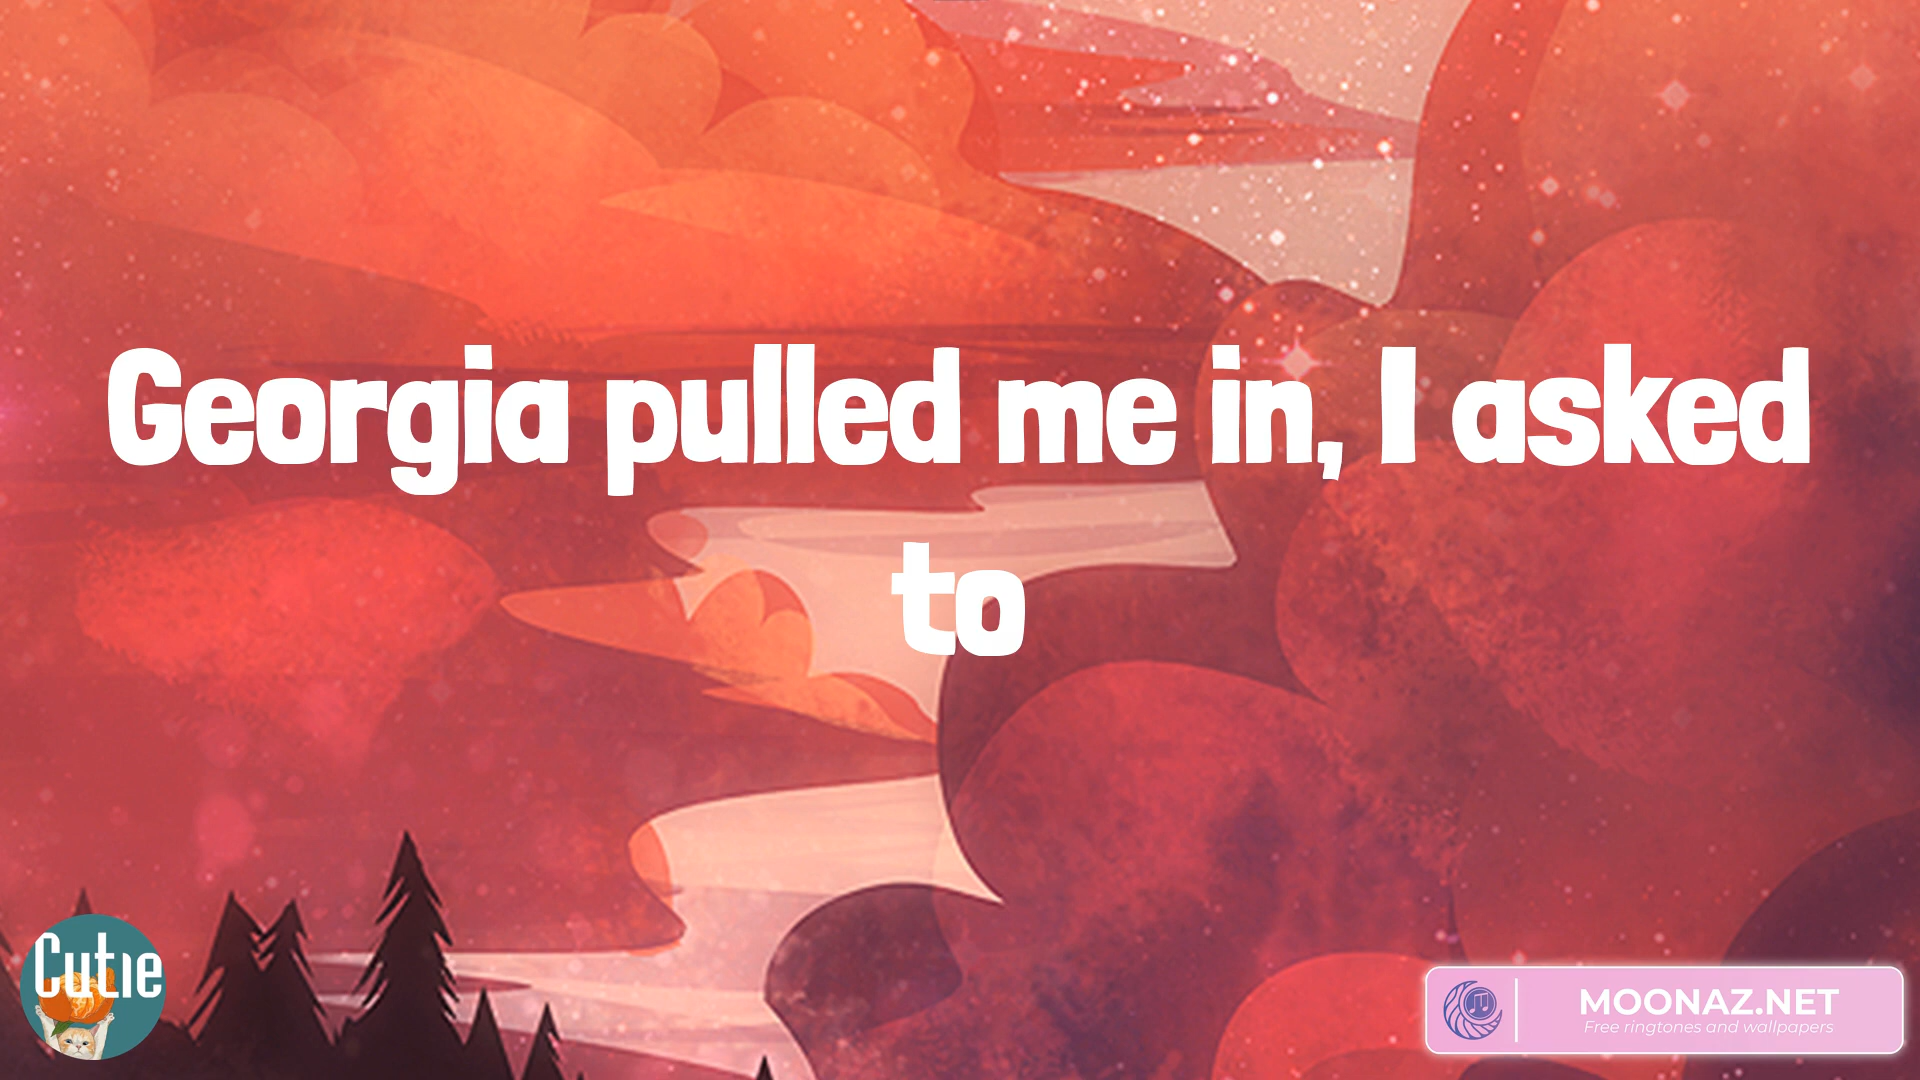 Georgia pulled me in, I asked
to
Cutie
MOONAZ.NET
Free ringtones and wallpapers